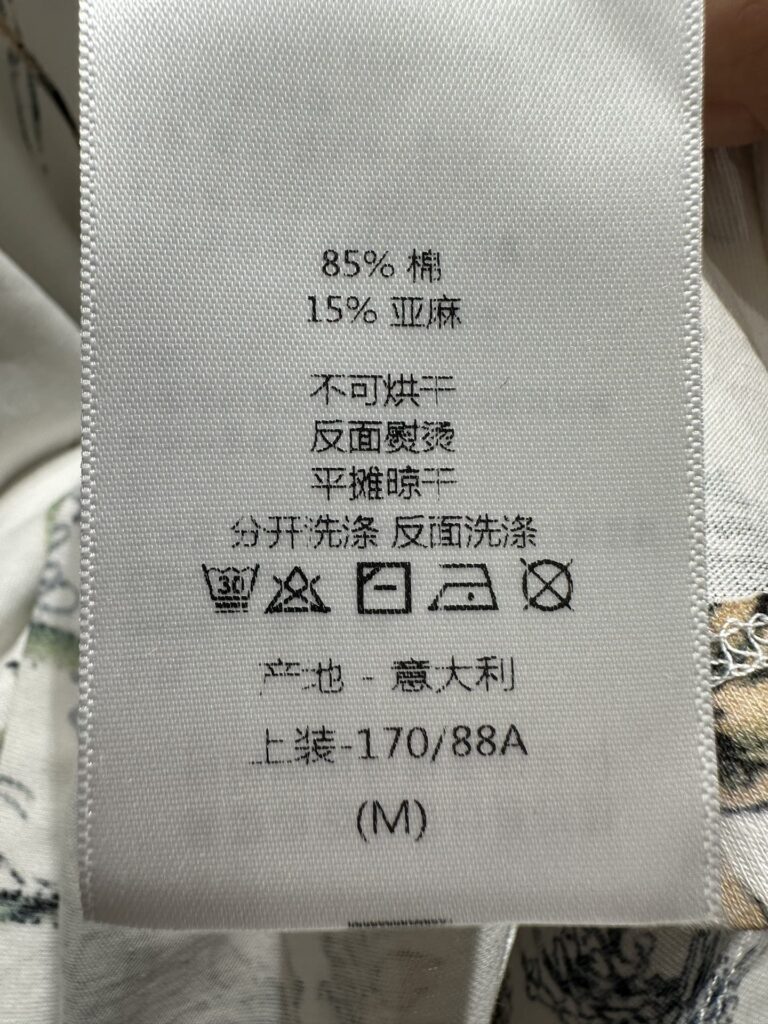 85% 棉
15% 亚麻
不可烘干
反面熨烫
平摊晾干
分开洗涤 反面洗涤
30
产地 - 意大利
上装-170/88A
(M)